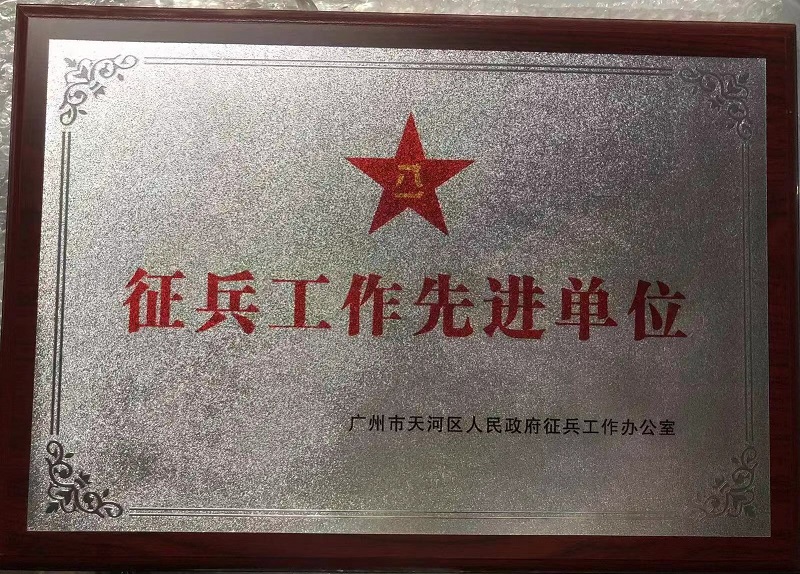 八一
征兵工作先进单位
广州市天河区人民政府征兵工作办公室